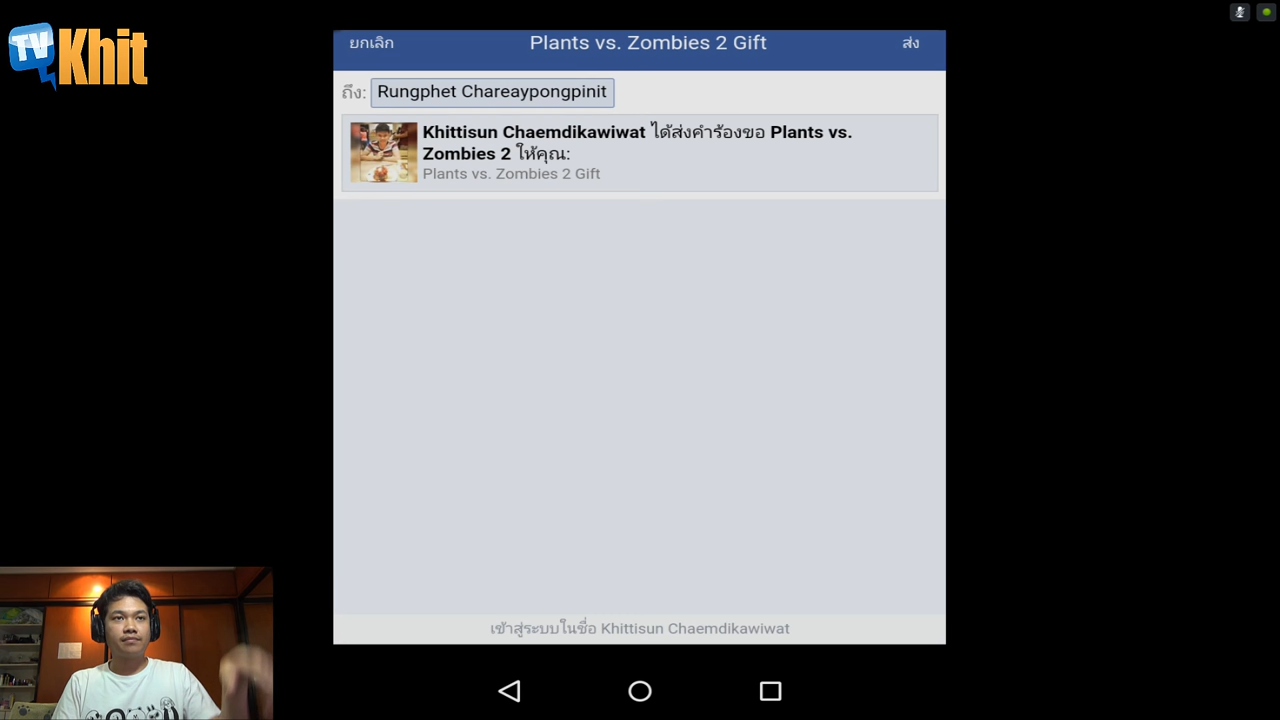 TV
Khit
ยกเลิก Plants vs. Zombies 2 Gift ส่ง
ถึง: Rungphet Chareaypongpinit
Khittisun Chaemdikawiwat ได้ส่งคำร้องขอ Plants vs.
Zombies 2 ให้คุณ:
Plants vs. Zombies 2 Gift
เข้าสู่ระบบในชื่อ Khittisun Chaemdikawiwat